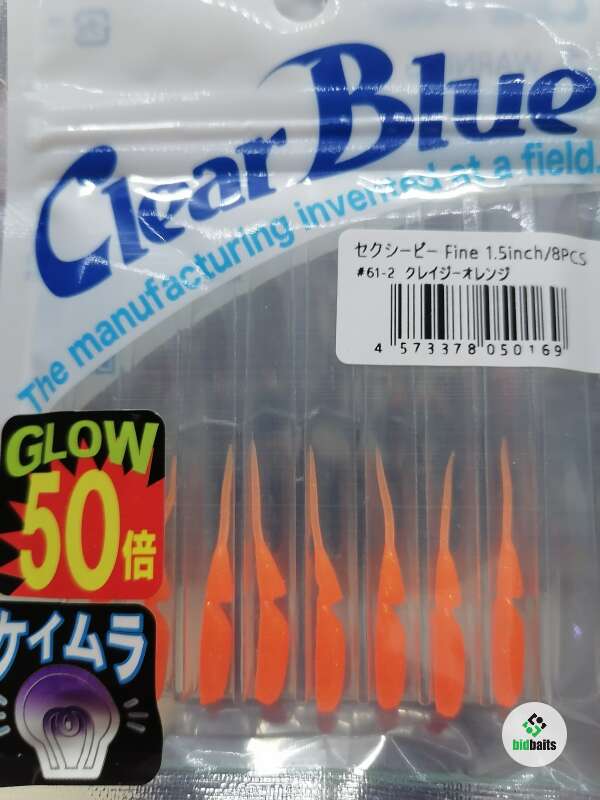 Clear Blue
The manufacturing invented at a field.
セクシービー Fine 1.5inch/8PCS
#61-2 クレイジーオレンジ
4 573378 050169
GLOW
50倍
ケイムラ
bidbaits